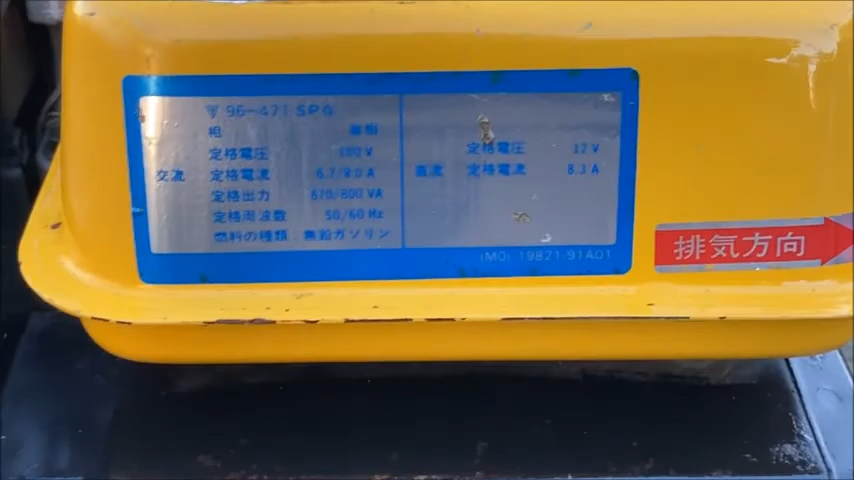 ▽ 96-471 SPG
相 単相
定格電圧 100 V
交流 定格電流 6.7/8.0 A
定格出力 670/800 VA
定格周波数 50/60 Hz
燃料の種類 無鉛ガソリン
定格電圧 12 V
直流 定格電流 8.3 A
(M0) 19821-91A01
排気方向